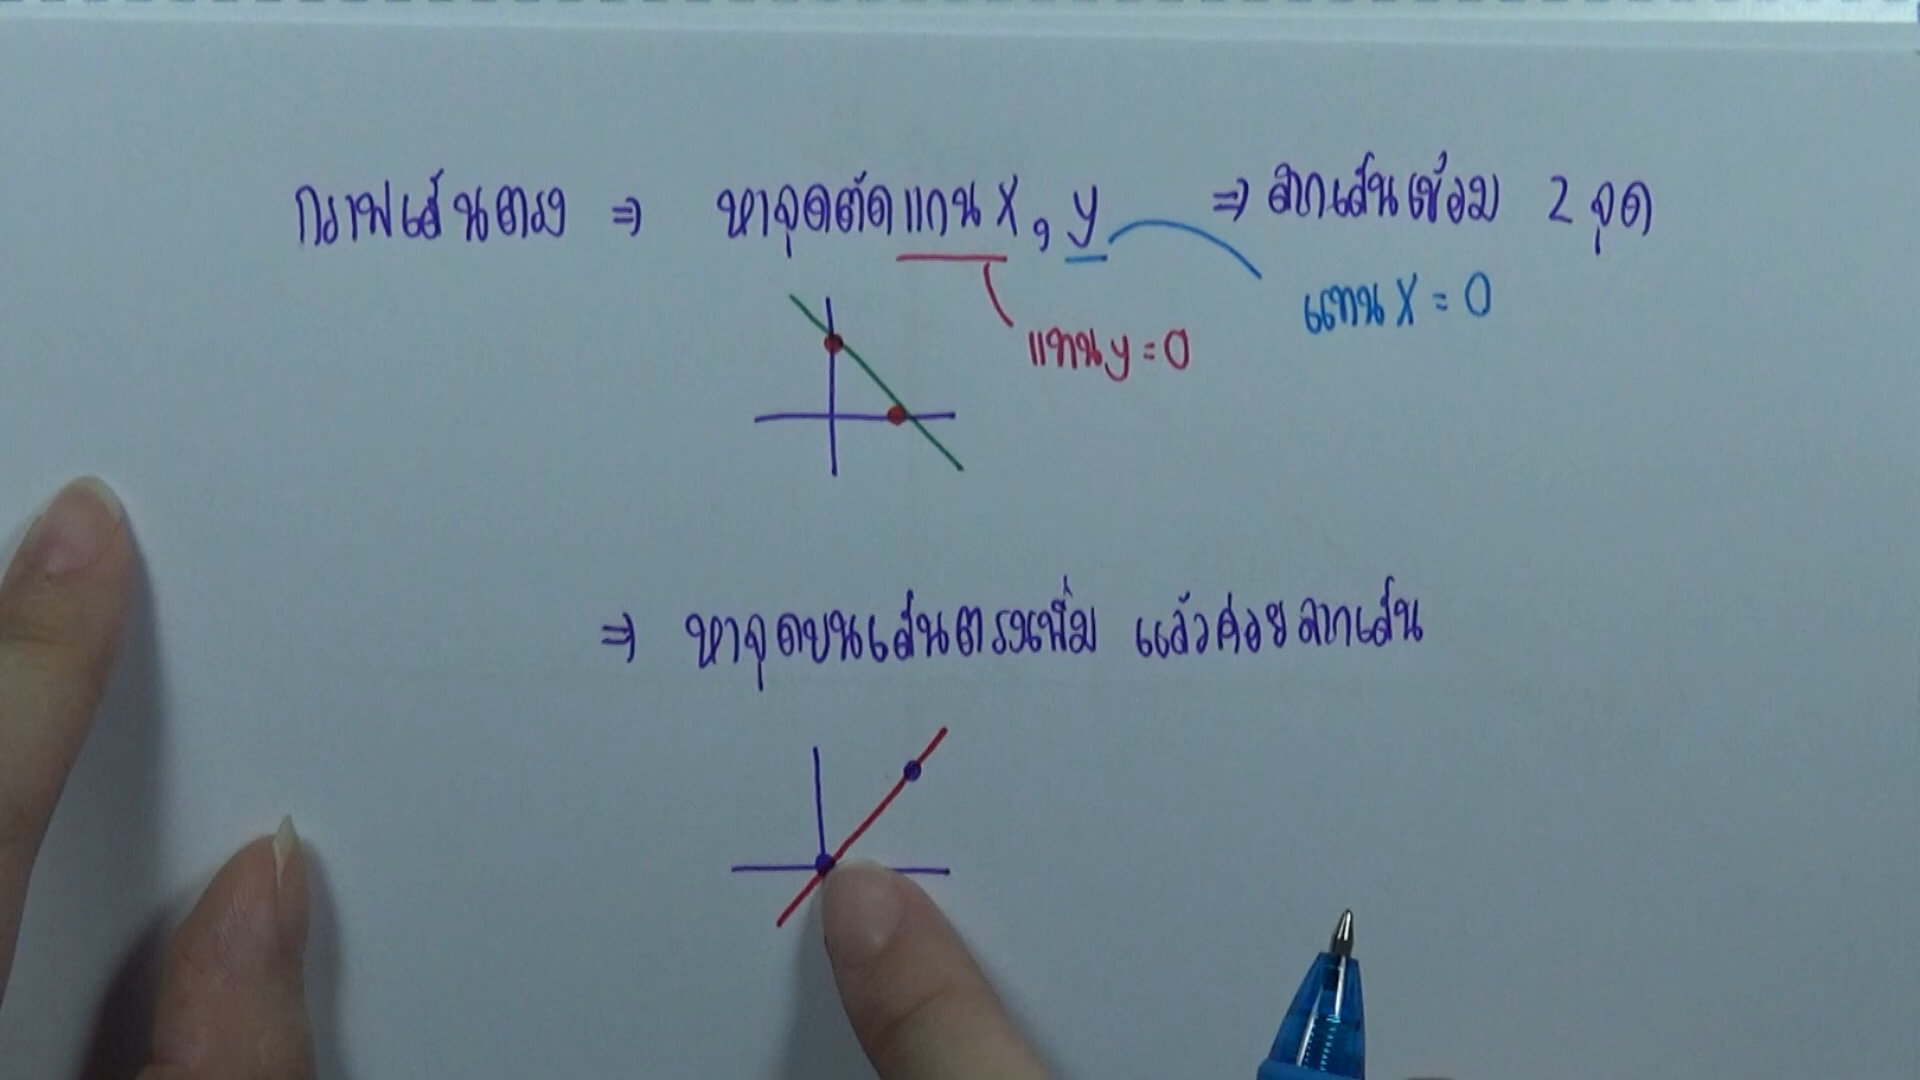 กราฟเส้นตรง ⇒ หาจุดตัดแกน X, y ⇒ ลากเส้นเชื่อม 2 จุด
แทน X = 0
แทน y = 0
⇒ หาจุดบนเส้นตรงเพิ่ม แล้วค่อยลากเส้น